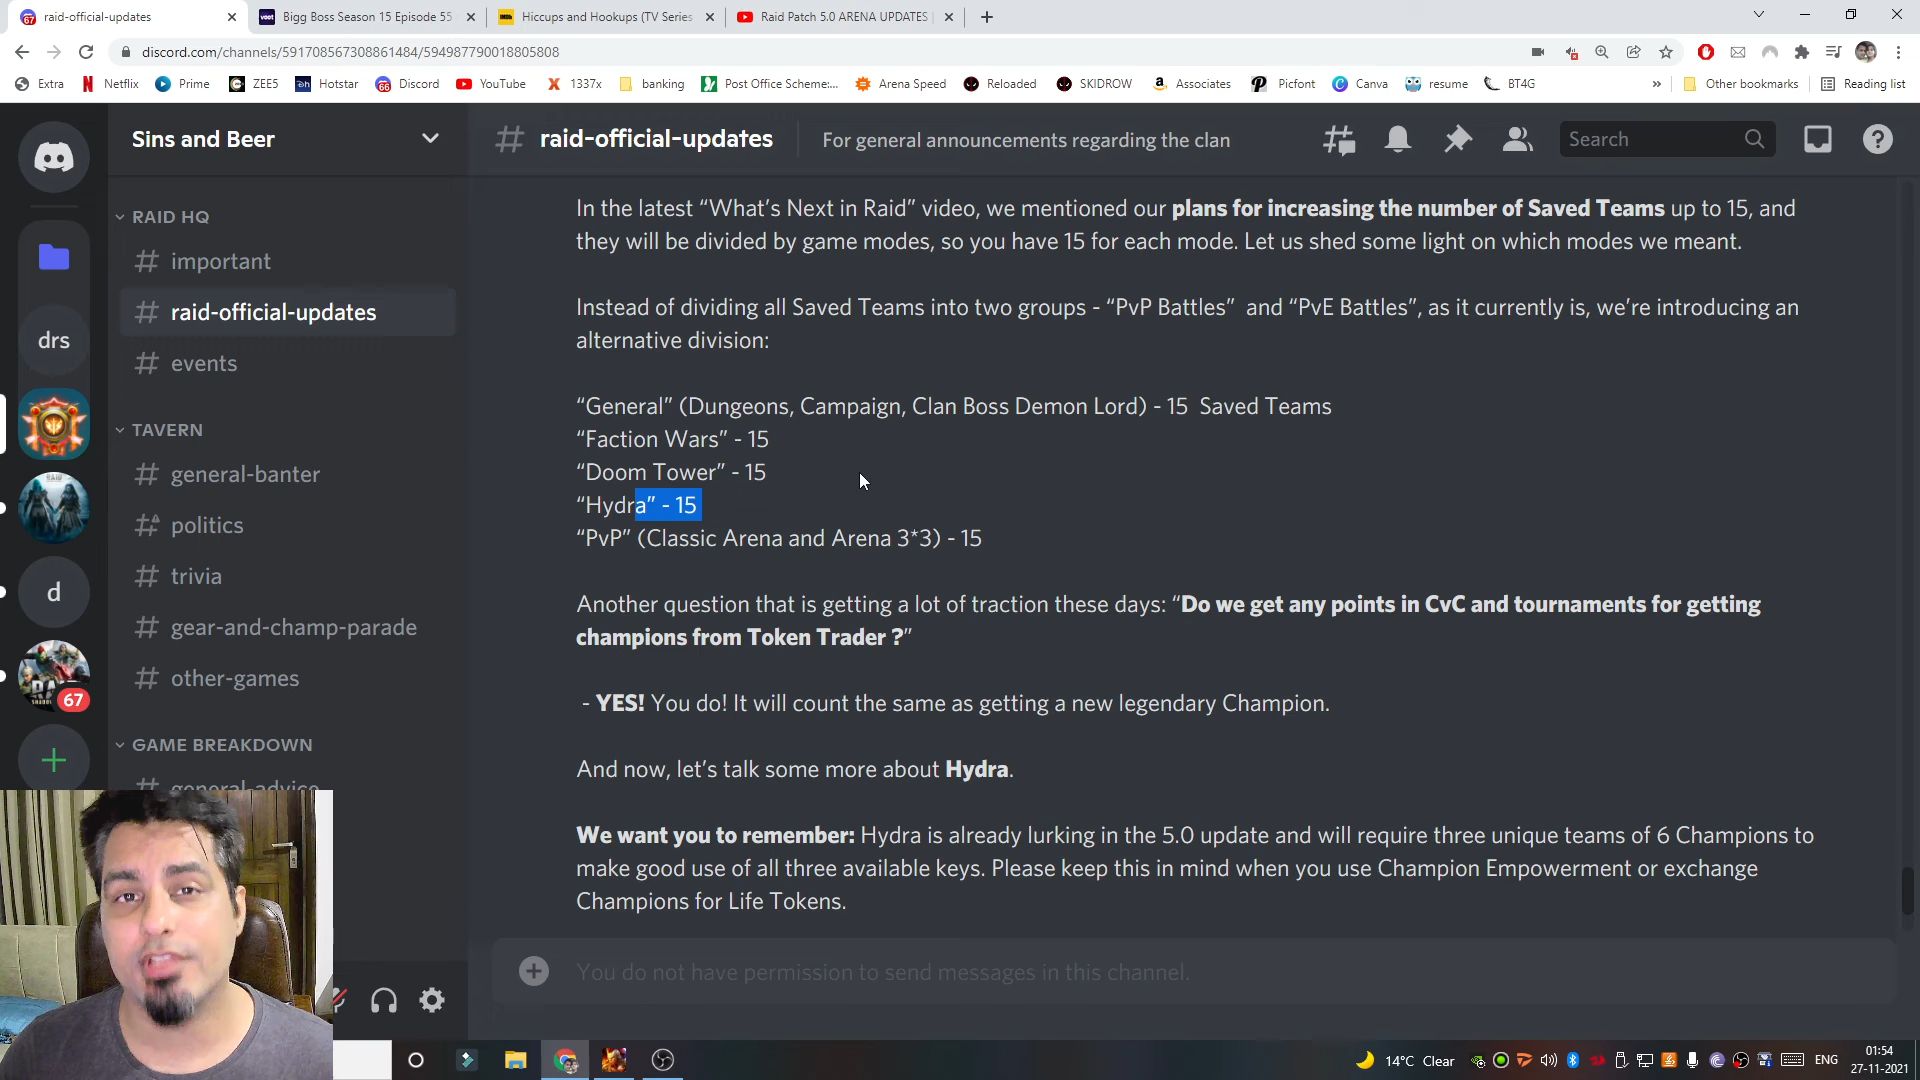 raid-official-updates
Bigg Boss Season 15 Episode 55
Hiccups and Hookups (TV Series
Raid Patch 5.0 ARENA UPDATES
discord.com/channels/591708567308861484/594987790018805808
Extra
Netflix
Prime
ZEE5
Hotstar
Discord
YouTube
1337x
banking
Post Office Scheme:...
Arena Speed
Reloaded
SKIDROW
Associates
Picfont
Canva
resume
BT4G
Other bookmarks
Reading list
Sins and Beer
raid-official-updates
For general announcements regarding the clan
Search
RAID HQ
important
raid-official-updates
events
TAVERN
general-banter
politics
trivia
gear-and-champ-parade
other-games
GAME BREAKDOWN
general-advice
drs
d
67
In the latest “What’s Next in Raid” video, we mentioned our plans for increasing the number of Saved Teams up to 15, and
they will be divided by game modes, so you have 15 for each mode. Let us shed some light on which modes we meant.
Instead of dividing all Saved Teams into two groups - “PvP Battles” and “PvE Battles”, as it currently is, we’re introducing an
alternative division:
“General” (Dungeons, Campaign, Clan Boss Demon Lord) - 15 Saved Teams
“Faction Wars” - 15
“Doom Tower” - 15
“Hydra” - 15
“PvP” (Classic Arena and Arena 3*3) - 15
Another question that is getting a lot of traction these days: “Do we get any points in CvC and tournaments for getting
champions from Token Trader ?”
- YES! You do! It will count the same as getting a new legendary Champion.
And now, let’s talk some more about Hydra.
We want you to remember: Hydra is already lurking in the 5.0 update and will require three unique teams of 6 Champions to
make good use of all three available keys. Please keep this in mind when you use Champion Empowerment or exchange
Champions for Life Tokens.
You do not have permission to send messages in this channel.
14°C Clear
ENG
01:54
27-11-2021